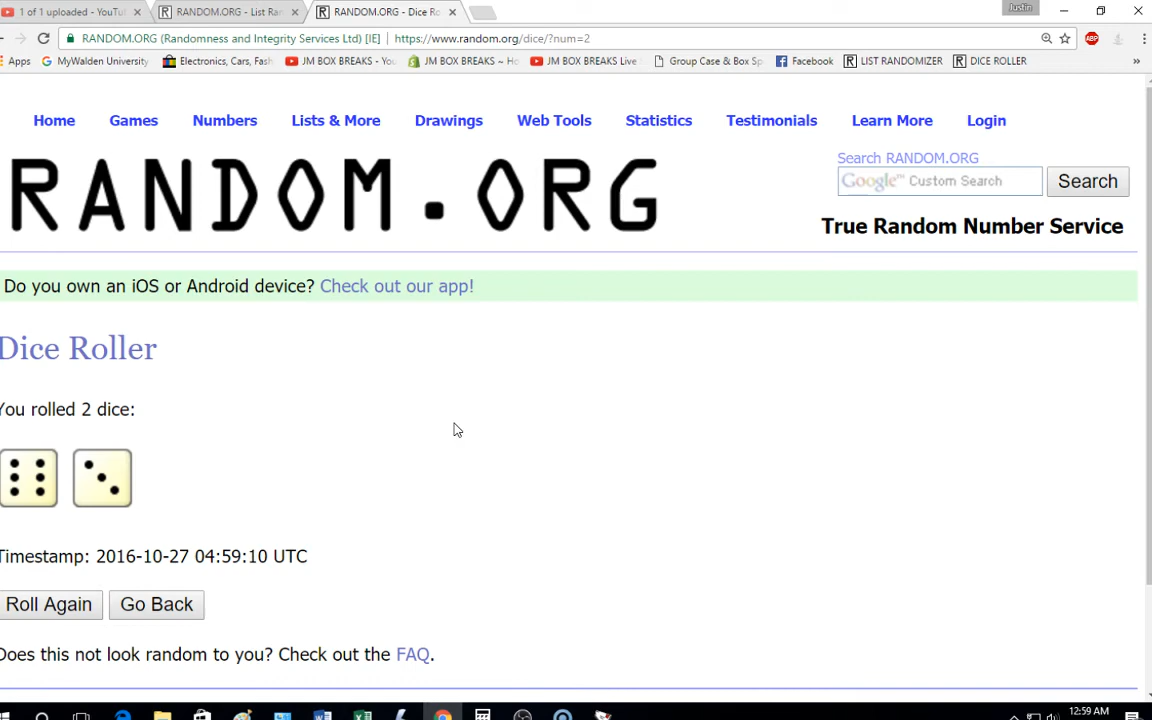 1 of 1 uploaded - YouTu
RANDOM.ORG - List Ran
RANDOM.ORG - Dice Ro
Justin
RANDOM.ORG (Randomness and Integrity Services Ltd) [IE]
https://www.random.org/dice/?num=2
ABP
Apps
MyWalden University
Electronics, Cars, Fash
JM BOX BREAKS - Yo
JM BOX BREAKS ~ Ho
JM BOX BREAKS Live
Group Case & Box Sp
Facebook
LIST RANDOMIZER
DICE ROLLER
Home
Games
Numbers
Lists & More
Drawings
Web Tools
Statistics
Testimonials
Learn More
Login
RANDOM.ORG
Search RANDOM.ORG
Google™ Custom Search
Search
True Random Number Service
Do you own an iOS or Android device? Check out our app!
Dice Roller
You rolled 2 dice:
Timestamp: 2016-10-27 04:59:10 UTC
Roll Again
Go Back
Does this not look random to you? Check out the FAQ.
12:59 AM